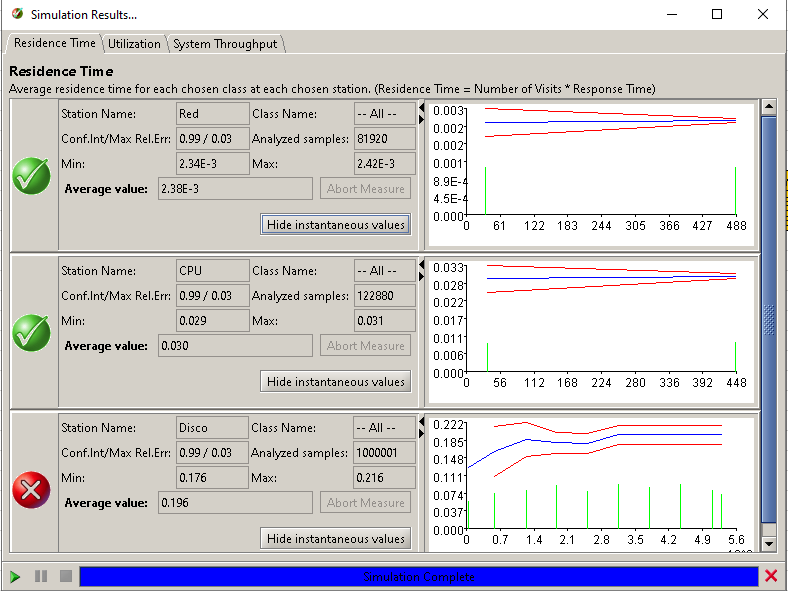 Simulation Results...
Residence Time Utilization System Throughput
Residence Time
Average residence time for each chosen class at each chosen station. (Residence Time = Number of Visits * Response Time)
Station Name: Red Class Name: -- All --
Conf.Int/Max Rel.Err: 0.99 / 0.03 Analyzed samples: 81920
Min: 2.34E-3 Max: 2.42E-3
Average value: 2.38E-3 Abort Measure
Hide instantaneous values
0.003
0.002
0.002
0.001
8.9E-4
4.5E-4
0.000
0 61 122 183 244 305 366 427 488
Station Name: CPU Class Name: -- All --
Conf.Int/Max Rel.Err: 0.99 / 0.03 Analyzed samples: 122880
Min: 0.029 Max: 0.031
Average value: 0.030 Abort Measure
Hide instantaneous values
0.033
0.028
0.022
0.017
0.011
0.006
0.000
0 56 112 168 224 280 336 392 448
Station Name: Disco Class Name: -- All --
Conf.Int/Max Rel.Err: 0.99 / 0.03 Analyzed samples: 1000001
Min: 0.176 Max: 0.216
Average value: 0.196 Abort Measure
Hide instantaneous values
0.222
0.185
0.148
0.111
0.074
0.037
0.000
0 0.7 1.4 2.1 2.8 3.5 4.2 4.9 5.6
Simulation Complete